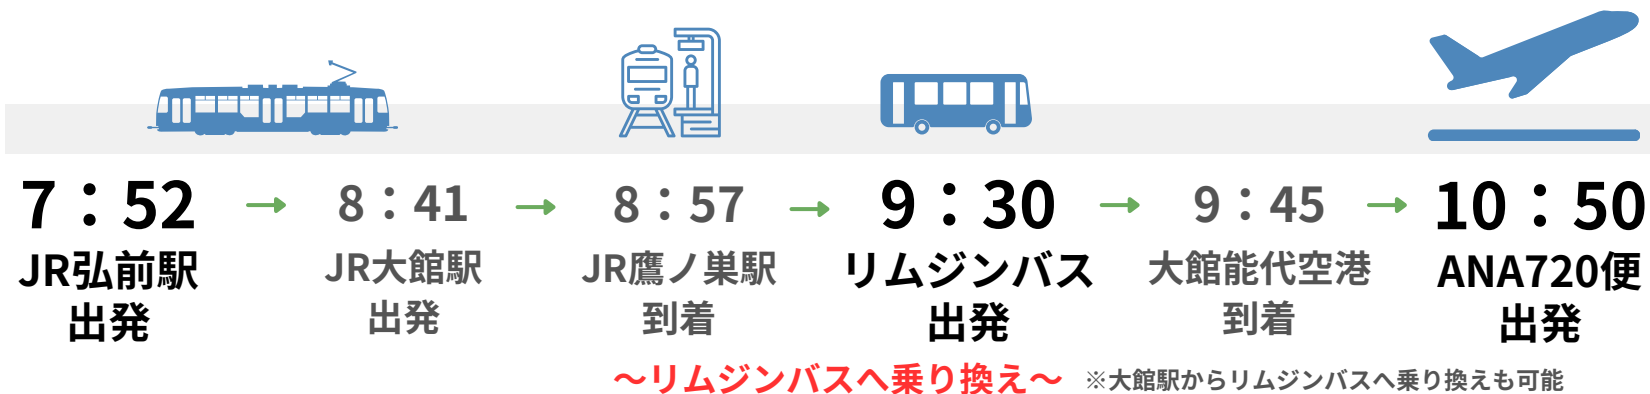 7：52 → 8：41 → 8：57 → 9：30 → 9：45 → 10：50
JR弘前駅 JR大館駅 JR鷹ノ巣駅 リムジンバス 大館能代空港 ANA720便
出発 出発 到着 出発 到着 出発
～リムジンバスへ乗り換え～ ※大館駅からリムジンバスへ乗り換えも可能